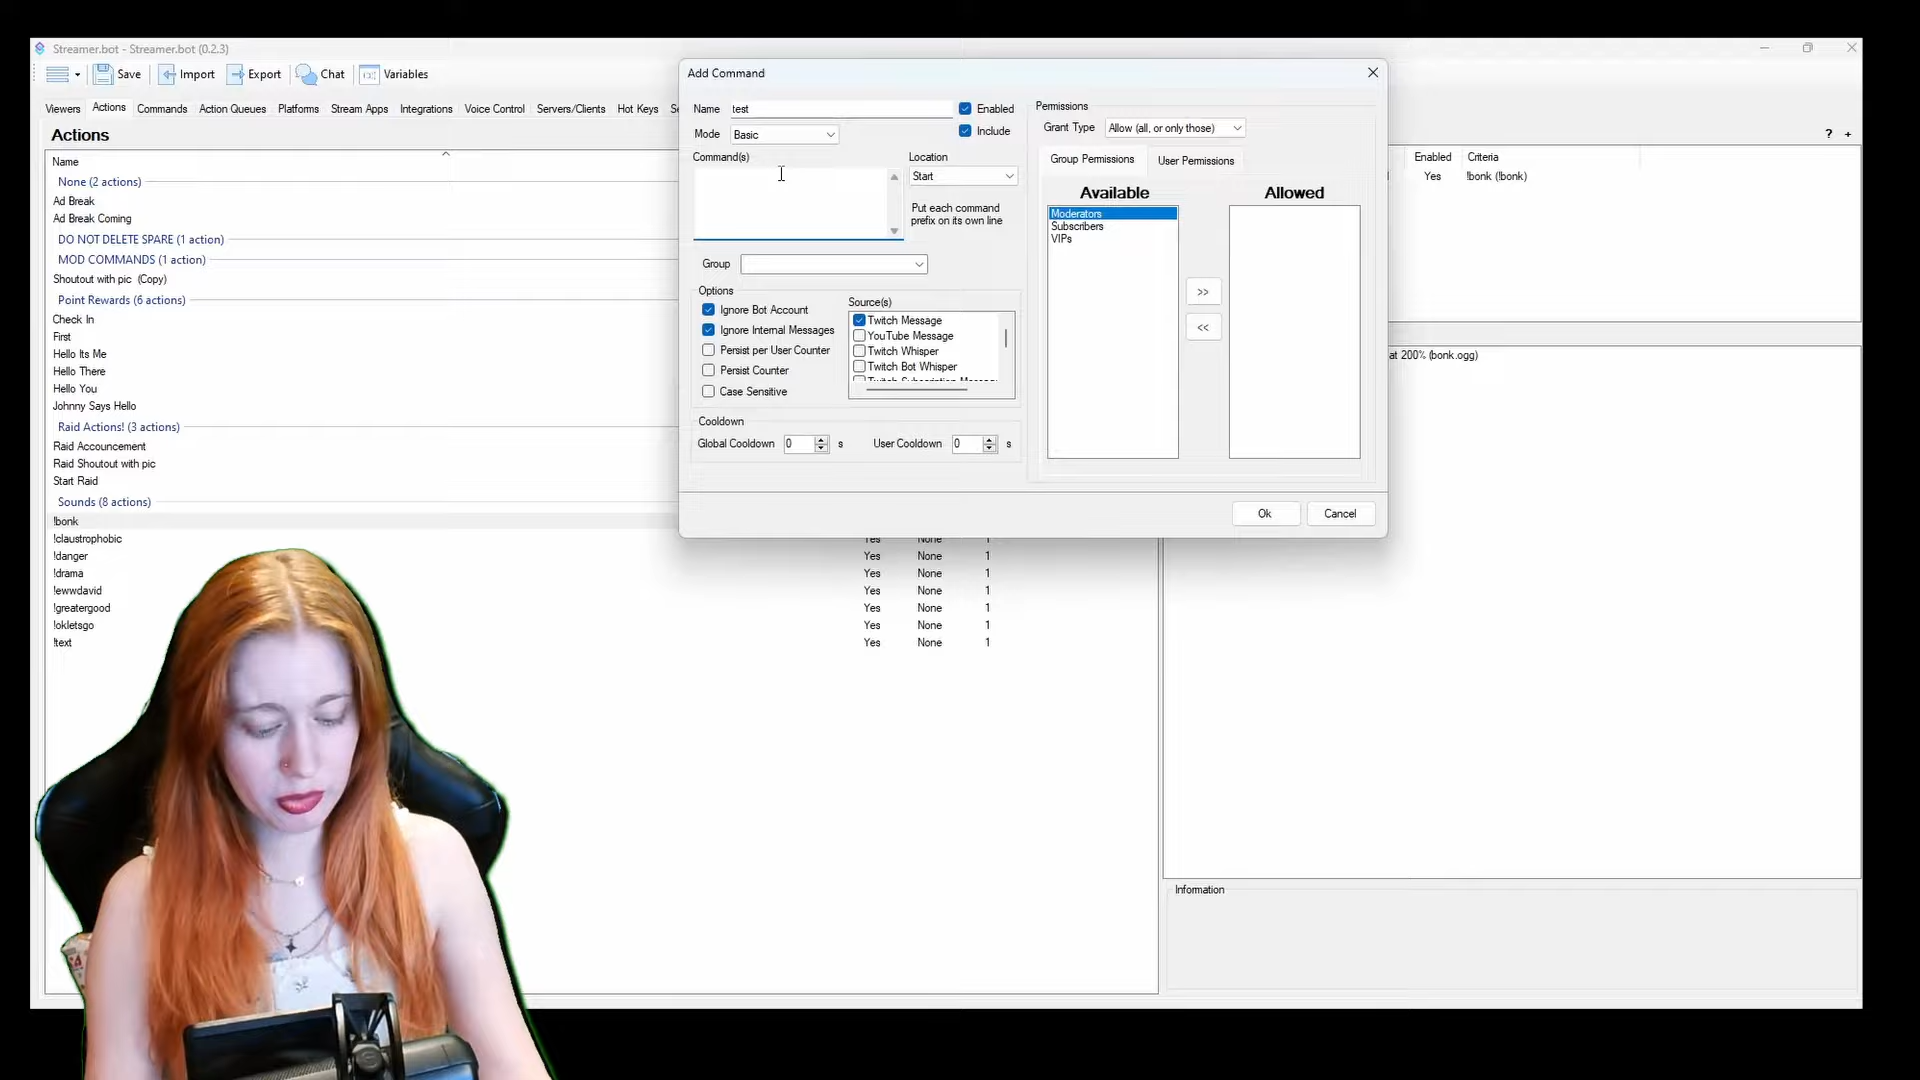 Streamer.bot - Streamer.bot (0.2.3)
Save
Import
Export
Chat
Variables
Viewers
Actions
Commands
Action Queues
Platforms
Stream Apps
Integrations
Voice Control
Servers/Clients
Hot Keys
Actions
? +
Name
None (2 actions)
Ad Break
Ad Break Coming
DO NOT DELETE SPARE (1 action)
MOD COMMANDS (1 action)
Shoutout with pic (Copy)
Point Rewards (6 actions)
Check In
First
Hello Its Me
Hello There
Hello You
Johnny Says Hello
Raid Actions! (3 actions)
Raid Accouncement
Raid Shoutout with pic
Start Raid
Sounds (8 actions)
!bonk
!claustrophobic Yes None 1
!danger Yes None 1
!drama Yes None 1
!ewwdavid Yes None 1
!greatergood Yes None 1
!okletsgo Yes None 1
!text Yes None 1
Add Command
Name test
Enabled
Mode Basic
Include
Command(s)
Location
Start
Put each command
prefix on its own line
Group
Options
Ignore Bot Account
Ignore Internal Messages
Persist per User Counter
Persist Counter
Case Sensitive
Source(s)
Twitch Message
YouTube Message
Twitch Whisper
Twitch Bot Whisper
Twitch Subscription Message
Cooldown
Global Cooldown 0 s
User Cooldown 0 s
Permissions
Grant Type Allow (all, or only those)
Group Permissions
User Permissions
Available
Allowed
Moderators
Subscribers
VIPs
>>
<<
Ok
Cancel
Enabled Criteria
Yes !bonk (!bonk)
at 200% (bonk.ogg)
Information